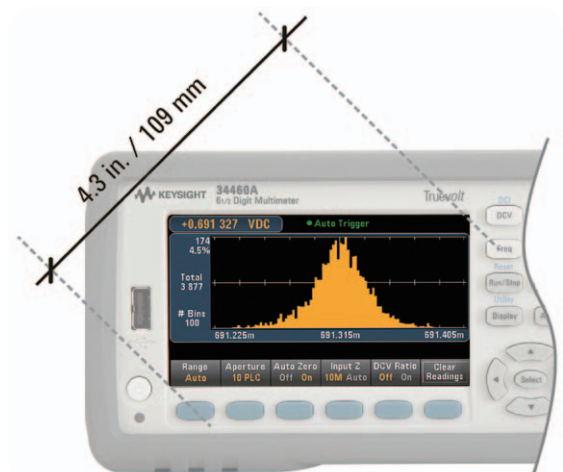 4.3 in. / 109 mm
KEYSIGHT 34460A
6 1/2 Digit Multimeter
Truevolt
+0.691 327 VDC
Auto Trigger
174
4.5%
Total
3 877
# Bins
100
691.225m 691.315m 691.405m
Range Aperture Auto Zero Input Z DCV Ratio Clear
Auto 10 PLC Off On 10M Auto Off On Readings
DCI
DCV
Freq
Reset
Run/Stop
Utility
Display A
Select